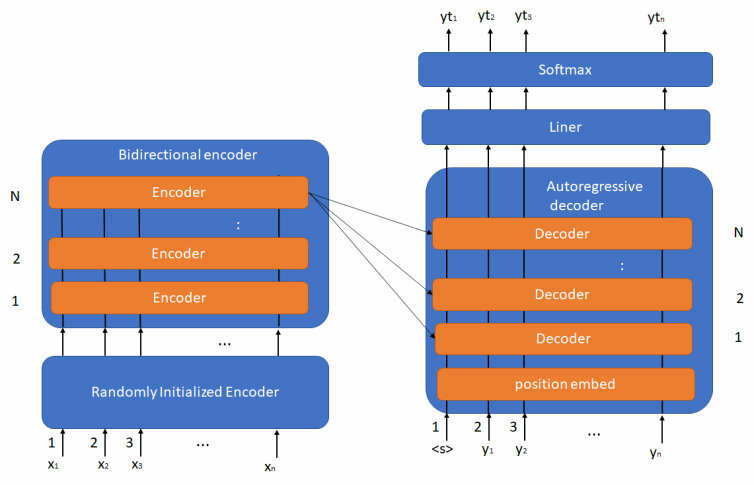 yt₁ yt₂ yt₃ ytₙ
Softmax
Liner
Bidirectional encoder
N
Encoder
:
2
Encoder
1
Encoder
...
Randomly Initialized Encoder
1 2 3 ...
x₁ x₂ x₃ xₙ
Autoregressive
decoder
Decoder
N
:
Decoder
2
Decoder
1
position embed
1 2 3 ...
<s> y₁ y₂ yₙ